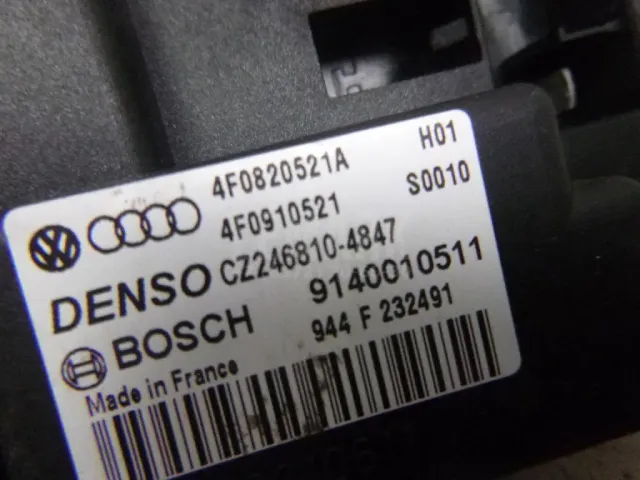 4F0820521A H01
4F0910521 S0010
DENSO CZ246810-4847
BOSCH 9140010511
944 F 232491
Made in France